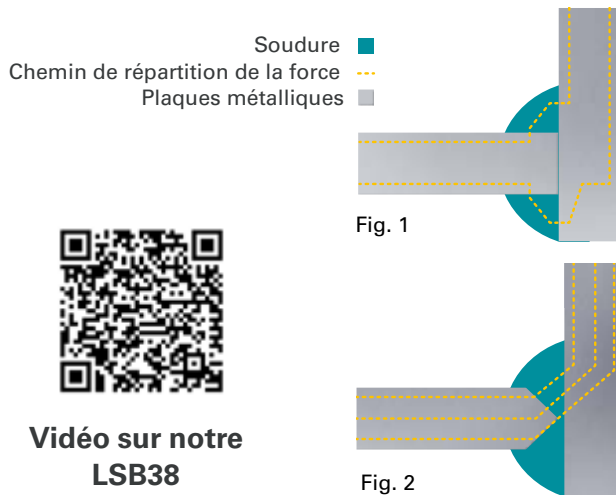 Soudure
Chemin de répartition de la force
Plaques métalliques
Fig. 1
Vidéo sur notre
LSB38
Fig. 2